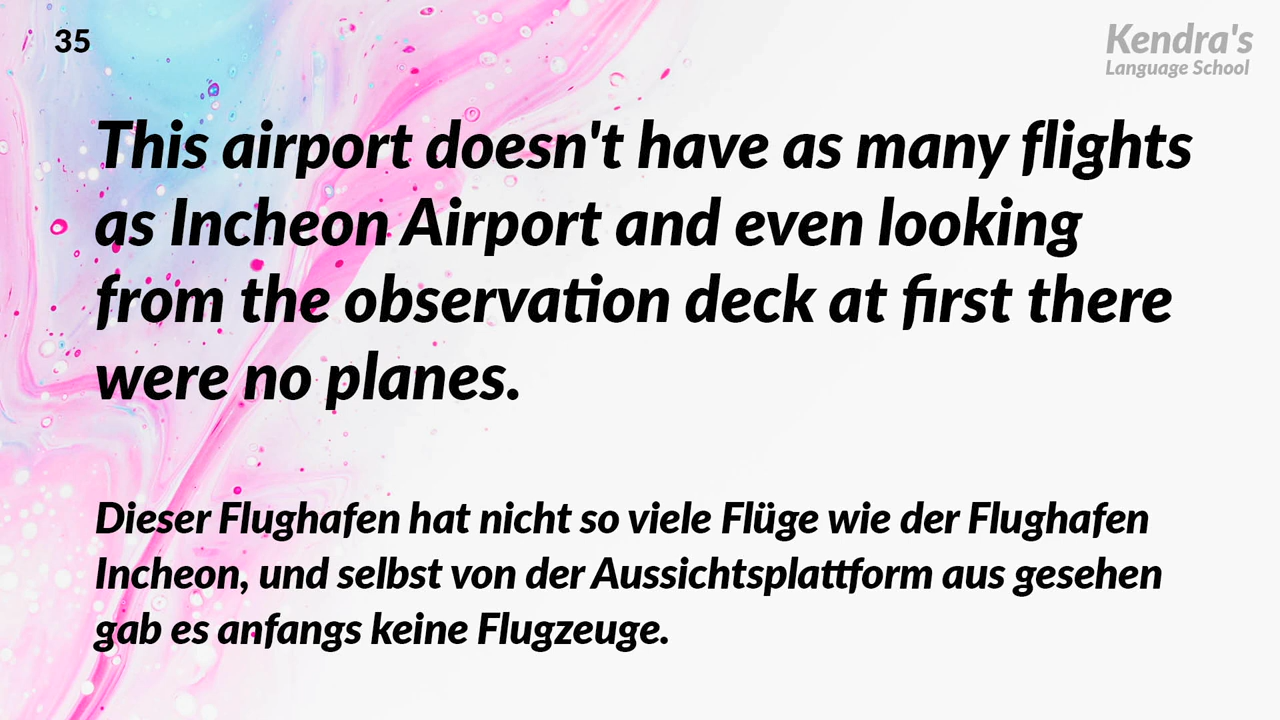 35
Kendra's
Language School
This airport doesn't have as many flights
as Incheon Airport and even looking
from the observation deck at first there
were no planes.
Dieser Flughafen hat nicht so viele Flüge wie der Flughafen
Incheon, und selbst von der Aussichtsplattform aus gesehen
gab es anfangs keine Flugzeuge.